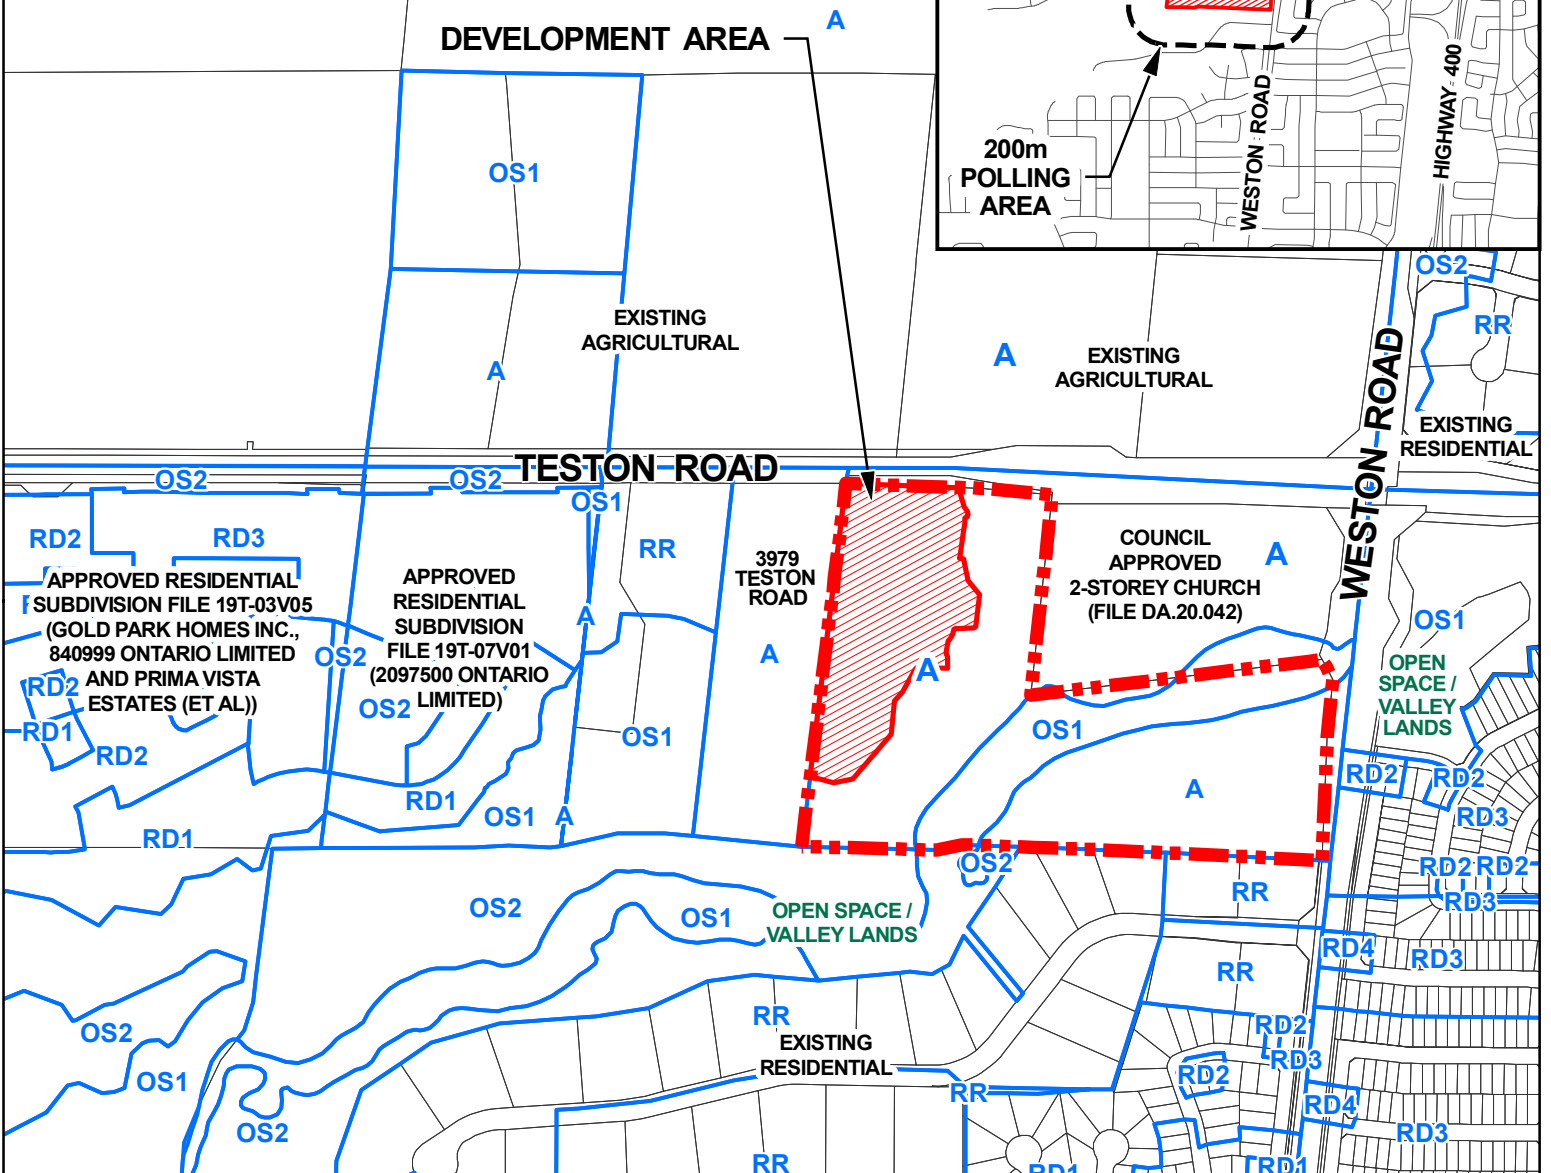 DEVELOPMENT AREA
A
200m
POLLING
AREA
WESTON ROAD
HIGHWAY 400
OS1
OS2
EXISTING
AGRICULTURAL
RR
A
A
EXISTING
AGRICULTURAL
WESTON ROAD
EXISTING
RESIDENTIAL
TESTON ROAD
OS2
OS2
OS1
RD2
RD3
RR
3979
TESTON
ROAD
A
COUNCIL
APPROVED
2-STOREY CHURCH
(FILE DA.20.042)
A
APPROVED RESIDENTIAL
SUBDIVISION FILE 19T-03V05
(GOLD PARK HOMES INC.,
840999 ONTARIO LIMITED
AND PRIMA VISTA
ESTATES (ET AL))
APPROVED
RESIDENTIAL
SUBDIVISION
FILE 19T-07V01
(2097500 ONTARIO
LIMITED)
A
OS2
OS2
A
OS1
OPEN
SPACE /
VALLEY
LANDS
RD2
RD1
RD2
OS1
OS1
RD1
OS1
A
RD1
A
RD2
RD2
RD3
OS2
RR
RD2
RD2
RD3
OS2
OS1
OPEN SPACE /
VALLEY LANDS
RD4
RD3
RR
OS2
RR
EXISTING
RESIDENTIAL
RD2
RD3
OS1
RR
RD2
RD4
OS2
RD3
RR
RD1
RD1